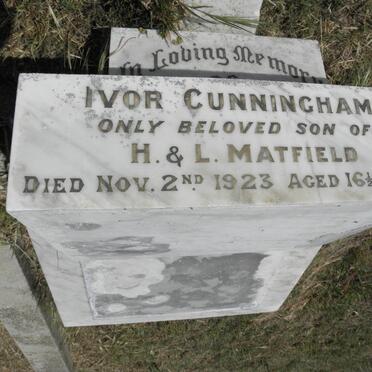 In Loving Memory
IVOR CUNNINGHAM
ONLY BELOVED SON OF
H. & L. MATFIELD
DIED NOV. 2ND 1923 AGED 16½